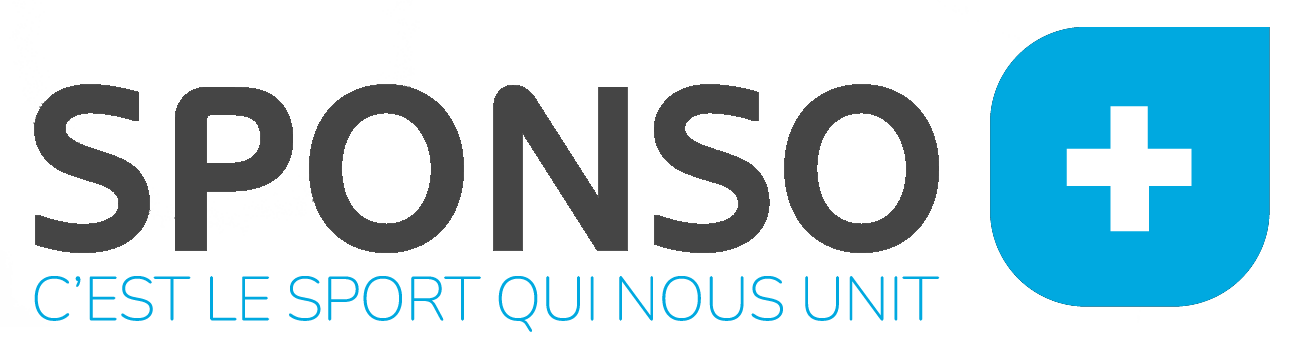 SPONSO+
C'EST LE SPORT QUI NOUS UNIT